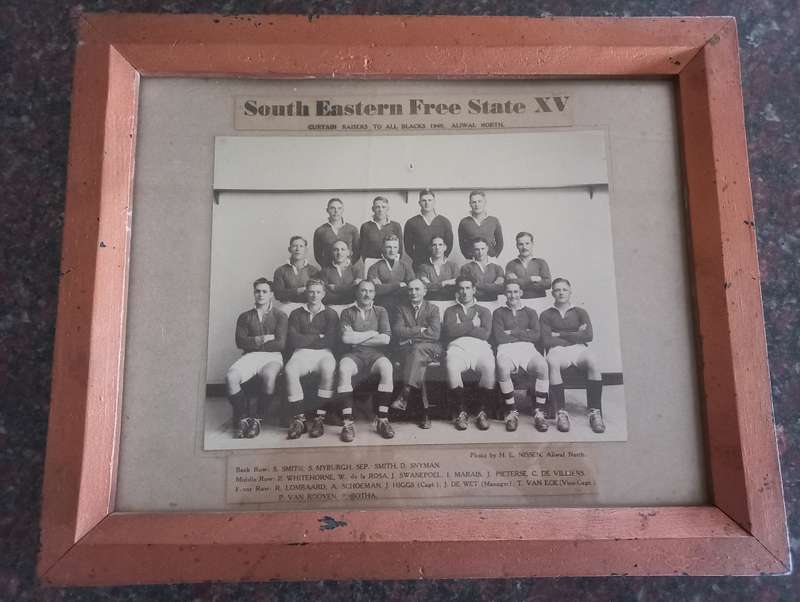 South Eastern Free State XV
CURTAIN RAISERS TO ALL BLACKS 1949, ALIWAL NORTH.
Photo by H. L. NISSEN, Aliwal North.
Back Row: S. SMITH, S. MYBURGH, SEP. SMITH, D. SNYMAN.
Middle Row: P. WHITEHORNE, W. de la ROSA, J. SWANEPOEL, I. MARAIS, J. PIETERSE, C. DE VILLIERS.
Front Row: R. LOMBAARD, A. SCHOEMAN, J. HIGGS (Capt.), J. DE WET (Manager), T. VAN ECK (Vice-Capt.),
P. VAN ROOYEN, BOTHA.